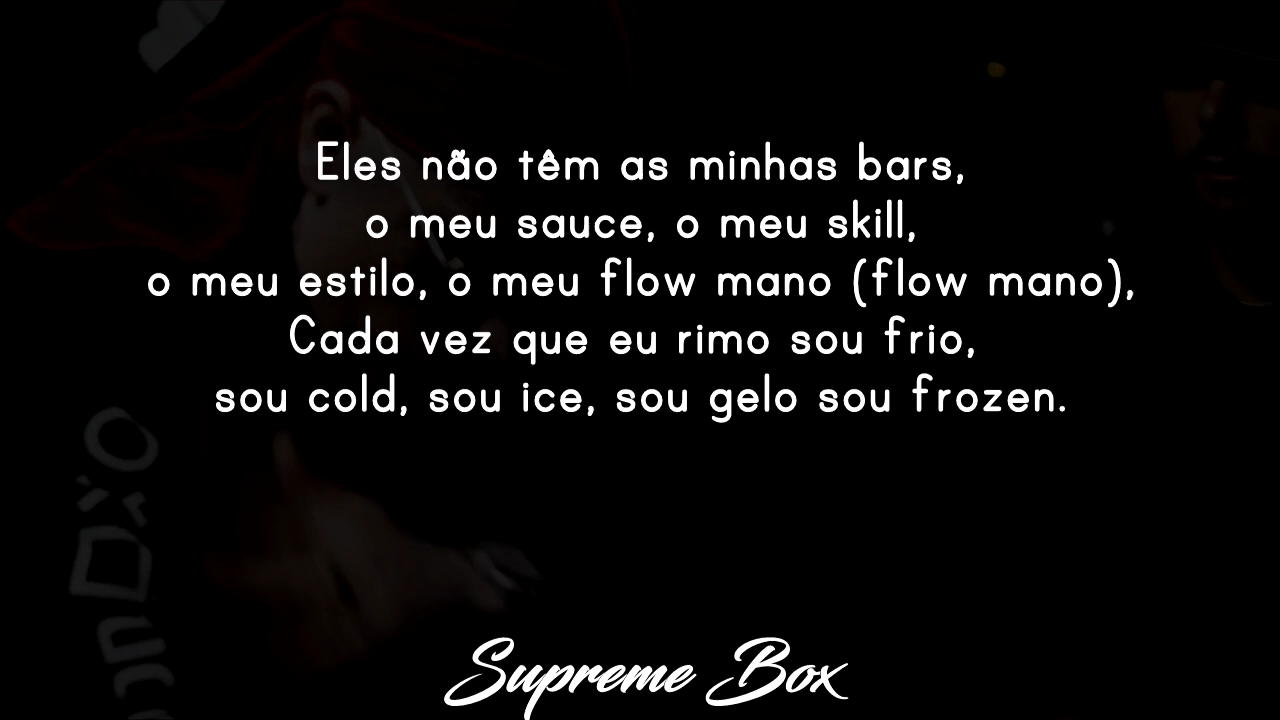 Eles não têm as minhas bars,
o meu sauce, o meu skill,
o meu estilo, o meu flow mano (flow mano),
Cada vez que eu rimo sou frio,
sou cold, sou ice, sou gelo sou frozen.
Supreme Box